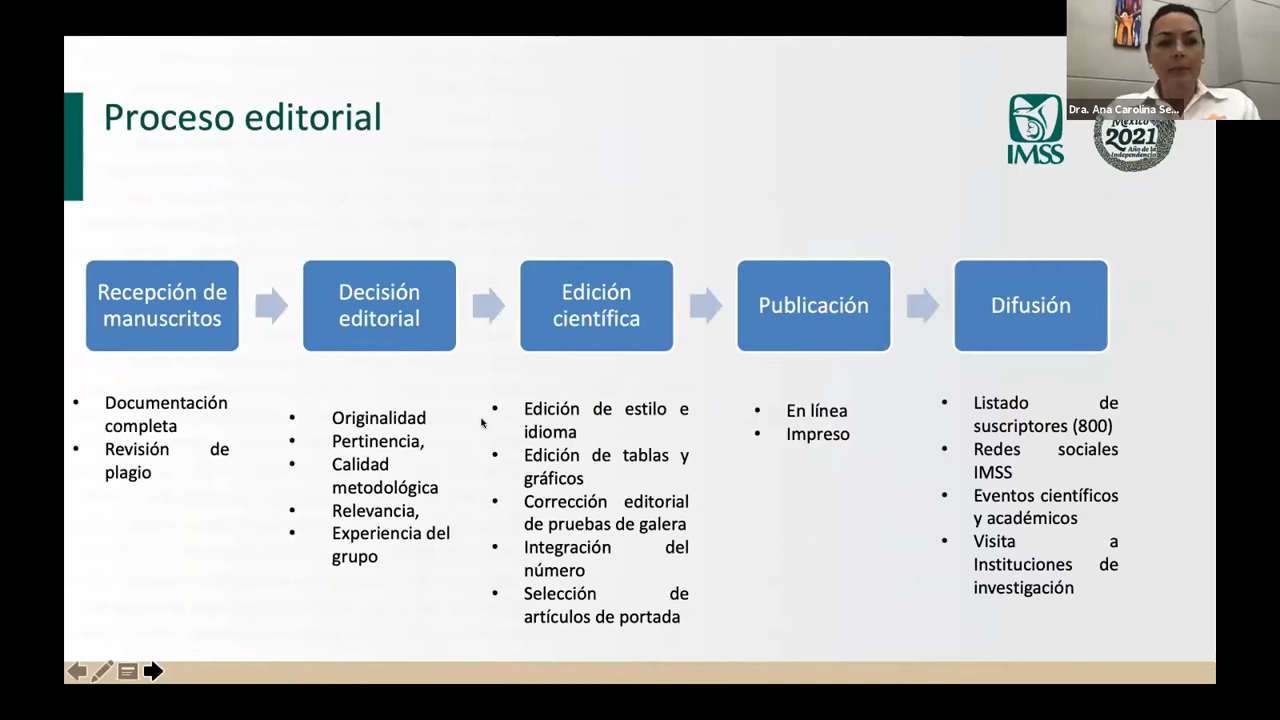 Dra. Ana Carolina Se...
Proceso editorial
IMSS
México
2021
Año de la
Independencia
Recepción de
manuscritos
Decisión
editorial
Edición
científica
Publicación
Difusión
• Documentación
completa
• Revisión de
plagio
• Originalidad
• Pertinencia,
• Calidad
metodológica
• Relevancia,
• Experiencia del
grupo
• Edición de estilo e
idioma
• Edición de tablas y
gráficos
• Corrección editorial
de pruebas de galera
• Integración del
número
• Selección de
artículos de portada
• En línea
• Impreso
• Listado de
suscriptores (800)
• Redes sociales
IMSS
• Eventos científicos
y académicos
• Visita a
Instituciones de
investigación